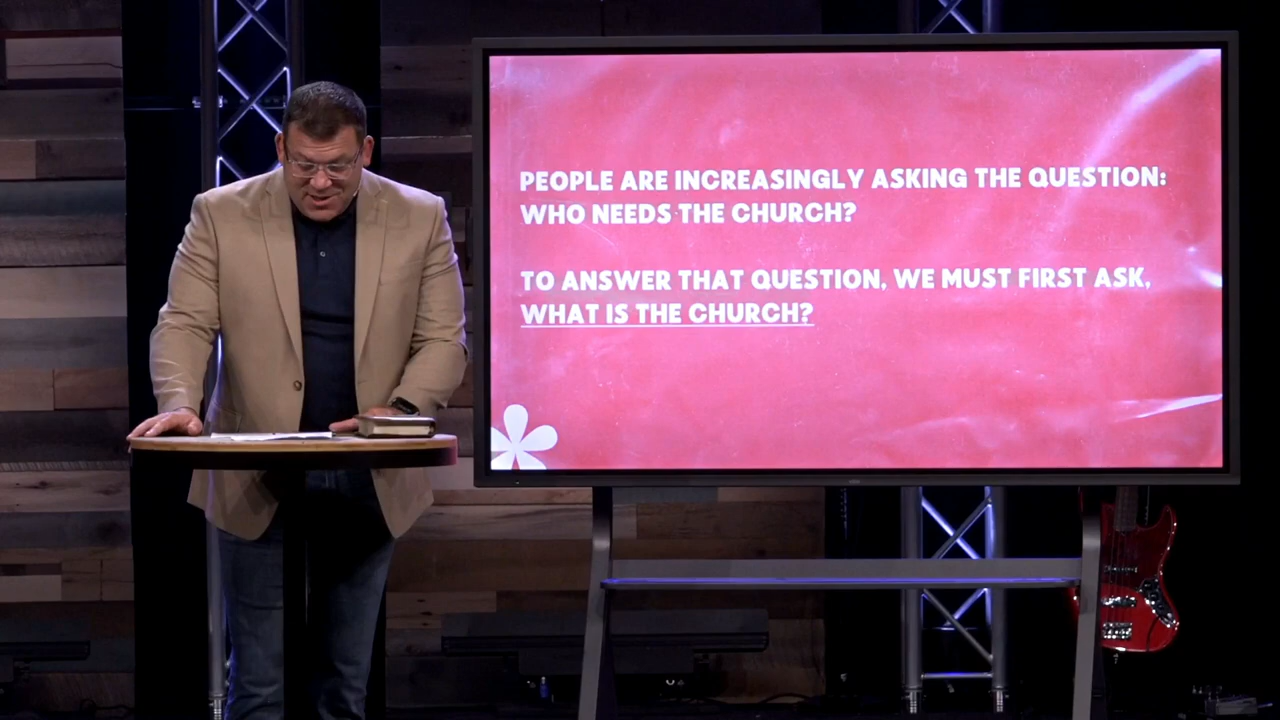 PEOPLE ARE INCREASINGLY ASKING THE QUESTION:
WHO NEEDS THE CHURCH?
TO ANSWER THAT QUESTION, WE MUST FIRST ASK,
WHAT IS THE CHURCH?